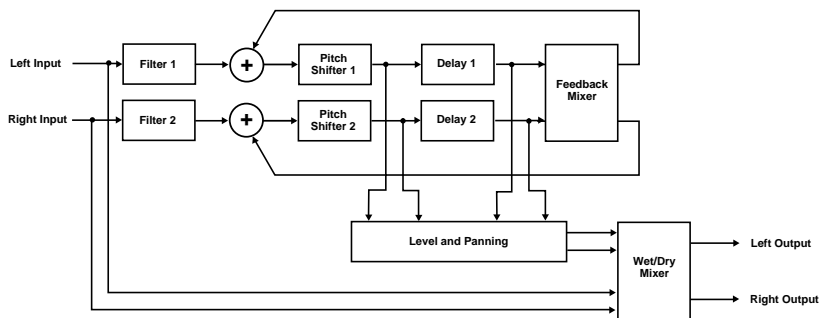 Left Input
Filter 1
+
Pitch
Shifter 1
Delay 1
Feedback
Mixer
Right Input
Filter 2
+
Pitch
Shifter 2
Delay 2
Level and Panning
Wet/Dry
Mixer
Left Output
Right Output